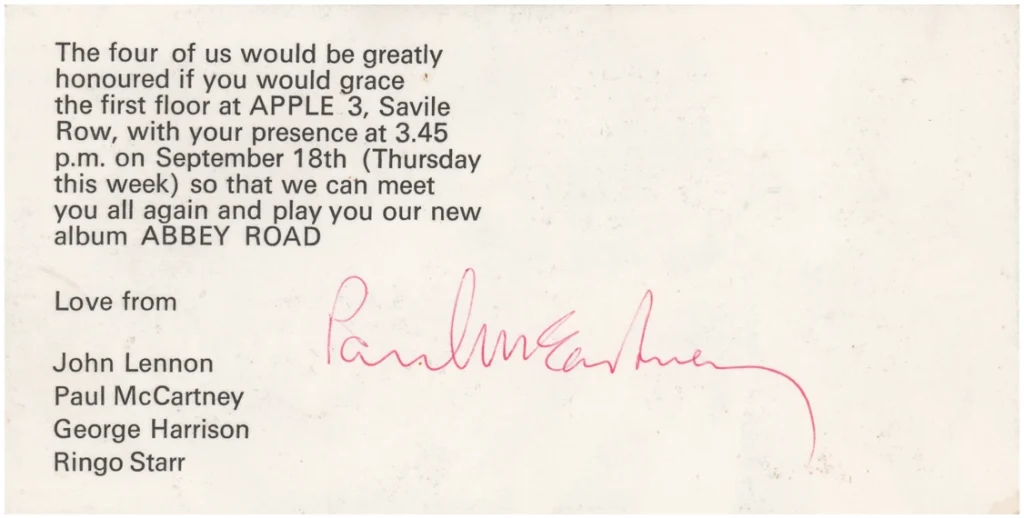 The four of us would be greatly
honoured if you would grace
the first floor at APPLE 3, Savile
Row, with your presence at 3.45
p.m. on September 18th (Thursday
this week) so that we can meet
you all again and play you our new
album ABBEY ROAD
Love from
Paul McCartney
John Lennon
Paul McCartney
George Harrison
Ringo Starr